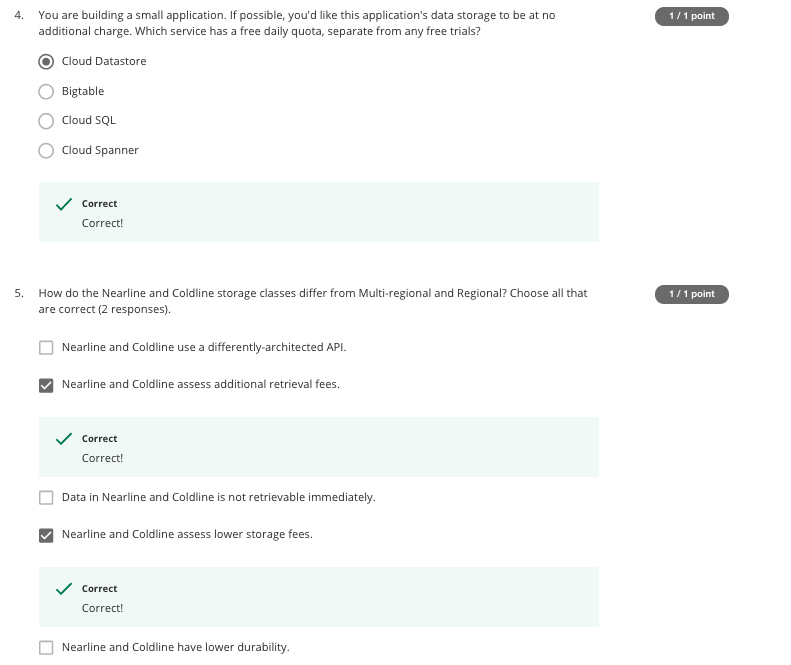 4. You are building a small application. If possible, you'd like this application's data storage to be at no
additional charge. Which service has a free daily quota, separate from any free trials?
1 / 1 point
Cloud Datastore
Bigtable
Cloud SQL
Cloud Spanner
Correct
Correct!
5. How do the Nearline and Coldline storage classes differ from Multi-regional and Regional? Choose all that
are correct (2 responses).
1 / 1 point
Nearline and Coldline use a differently-architected API.
Nearline and Coldline assess additional retrieval fees.
Correct
Correct!
Data in Nearline and Coldline is not retrievable immediately.
Nearline and Coldline assess lower storage fees.
Correct
Correct!
Nearline and Coldline have lower durability.